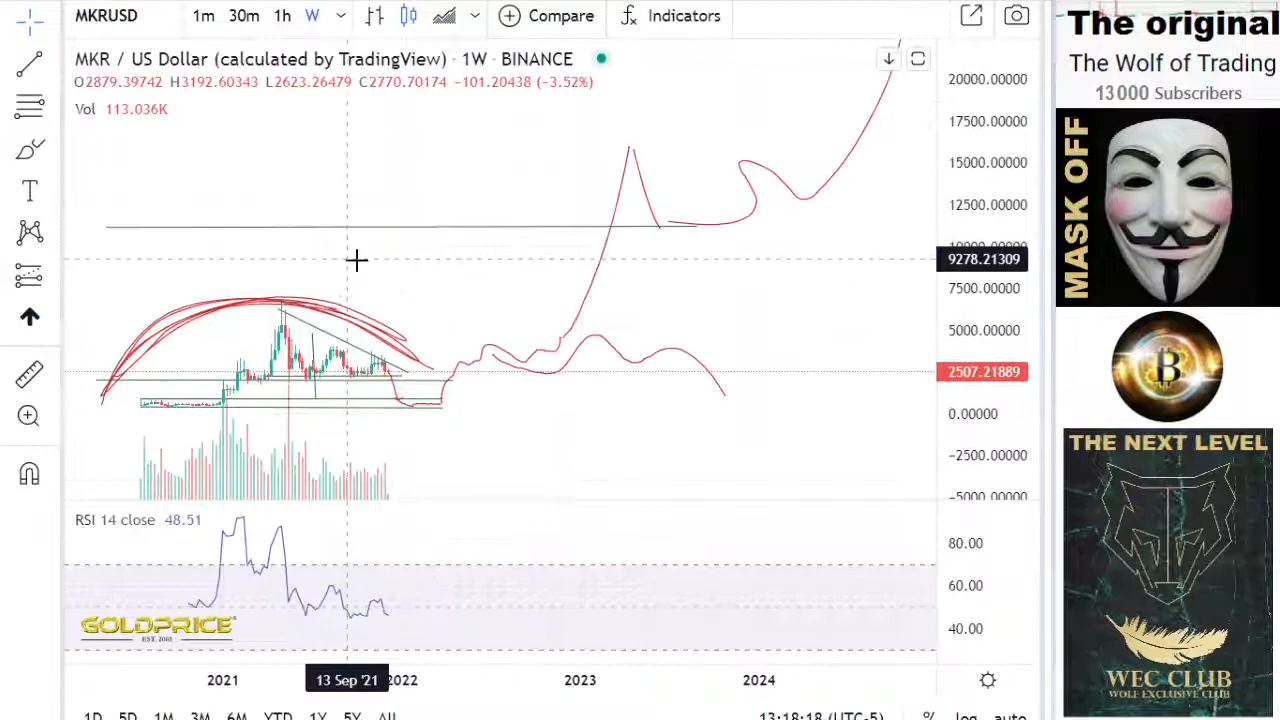 MKRUSD 1m 30m 1h W Compare Indicators
MKR / US Dollar (calculated by TradingView) · 1W · BINANCE
O2879.39742 H3192.60343 L2623.26479 C2770.70174 −101.20438 (−3.52%)
Vol 113.036K
20000.00000
17500.00000
15000.00000
12500.00000
10000.00000
9278.21309
7500.00000
5000.00000
2507.21889
0.00000
−2500.00000
−5000.00000
RSI 14 close 48.51
80.00
60.00
40.00
GOLDPRICE
EST. 2002
2021 13 Sep '21 2022 2023 2024
1D 5D 1M 3M 6M YTD 1Y 5Y All 13:18:18 (UTC-5) % log auto
The original
The Wolf of Trading
13000 Subscribers
MASK OFF
B
THE NEXT LEVEL
WEC CLUB
WOLF EXCLUSIVE CLUB